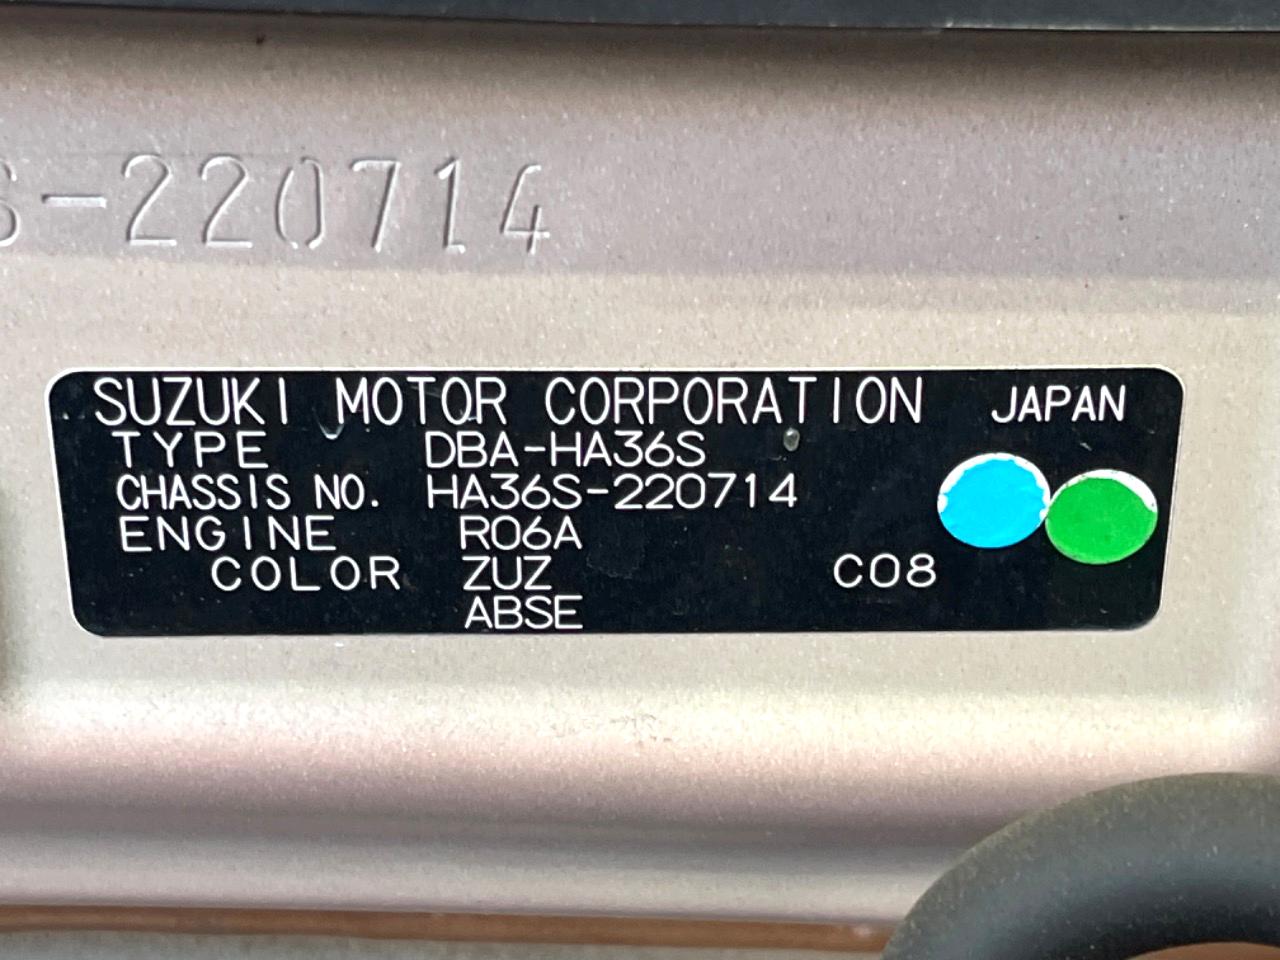 S-220714
SUZUKI MOTOR CORPORATION JAPAN
TYPE DBA-HA36S
CHASSIS NO. HA36S-220714
ENGINE R06A
COLOR ZUZ C08
ABSE